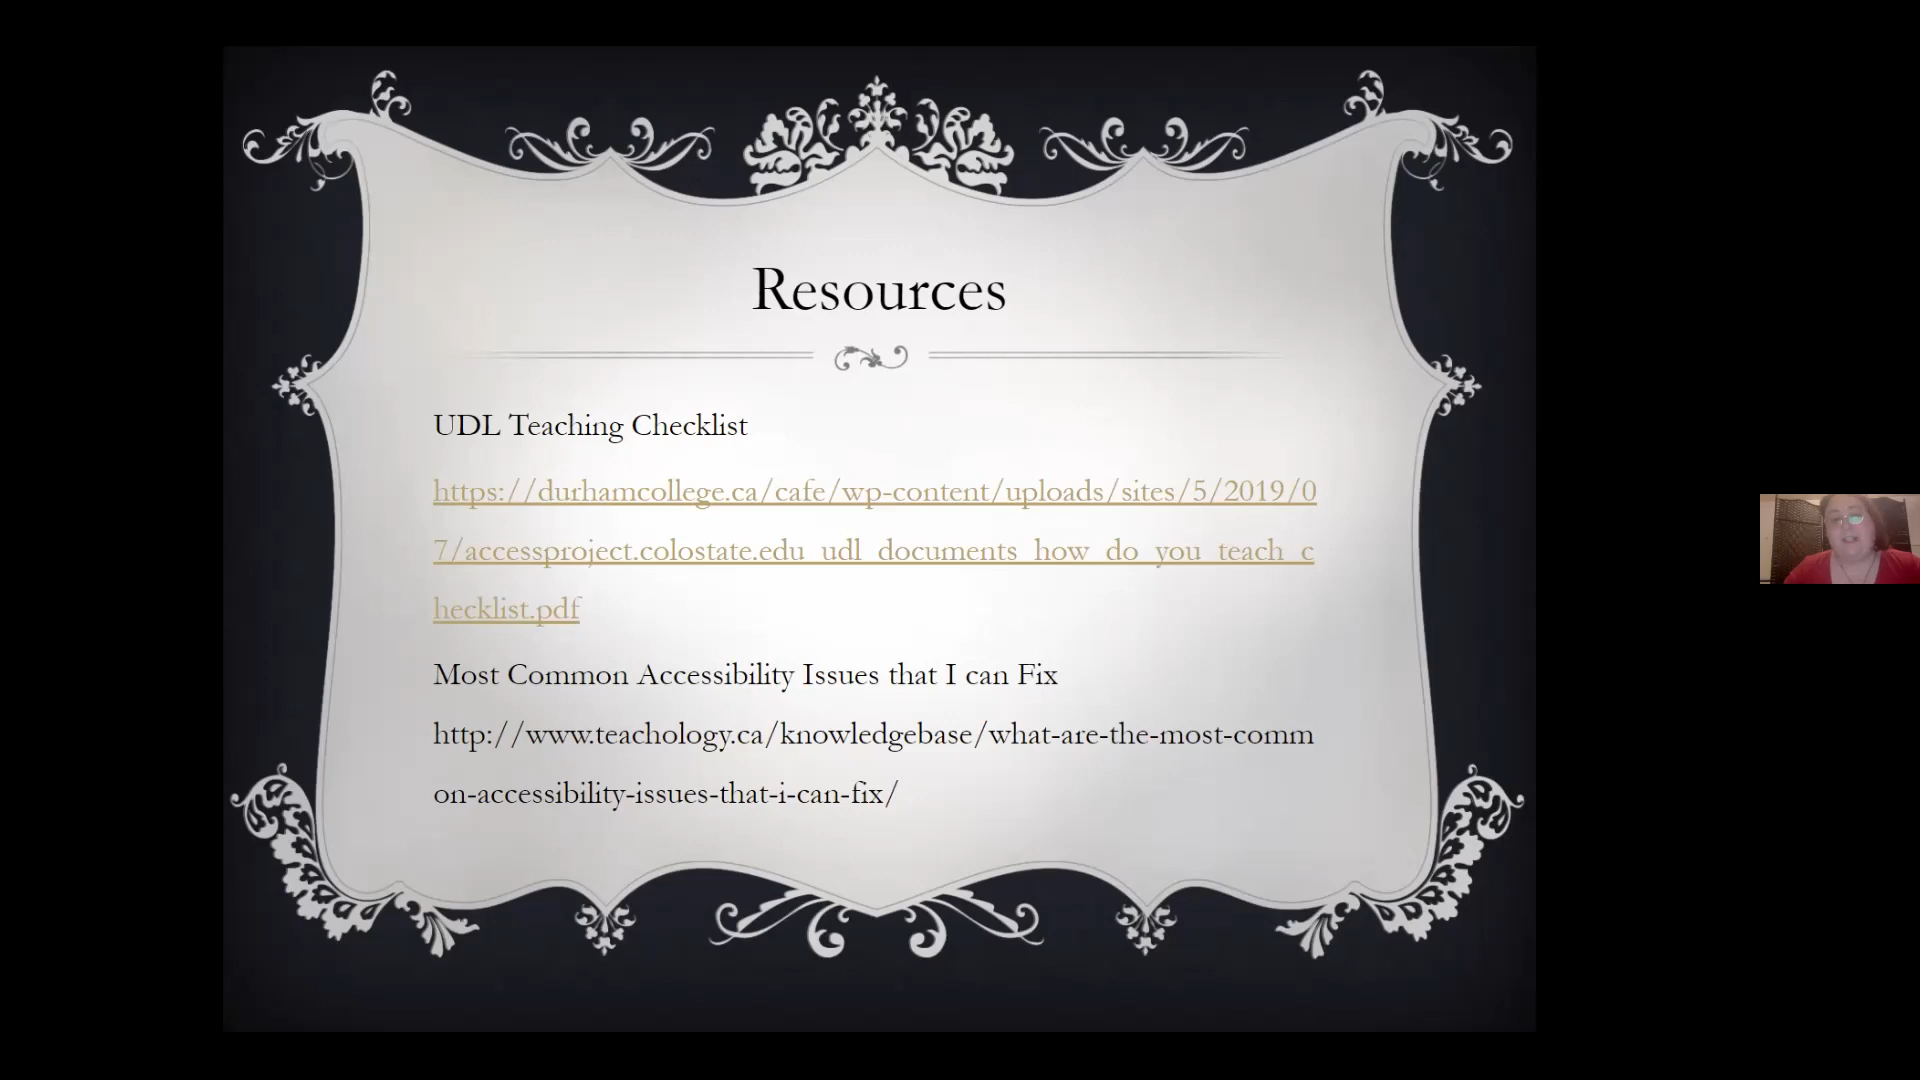 Resources
UDL Teaching Checklist
https://durhamcollege.ca/cafe/wp-content/uploads/sites/5/2019/0
7/accessproject.colostate.edu_udl_documents_how_do_you_teach_c
hecklist.pdf
Most Common Accessibility Issues that I can Fix
http://www.teachology.ca/knowledgebase/what-are-the-most-comm
on-accessibility-issues-that-i-can-fix/